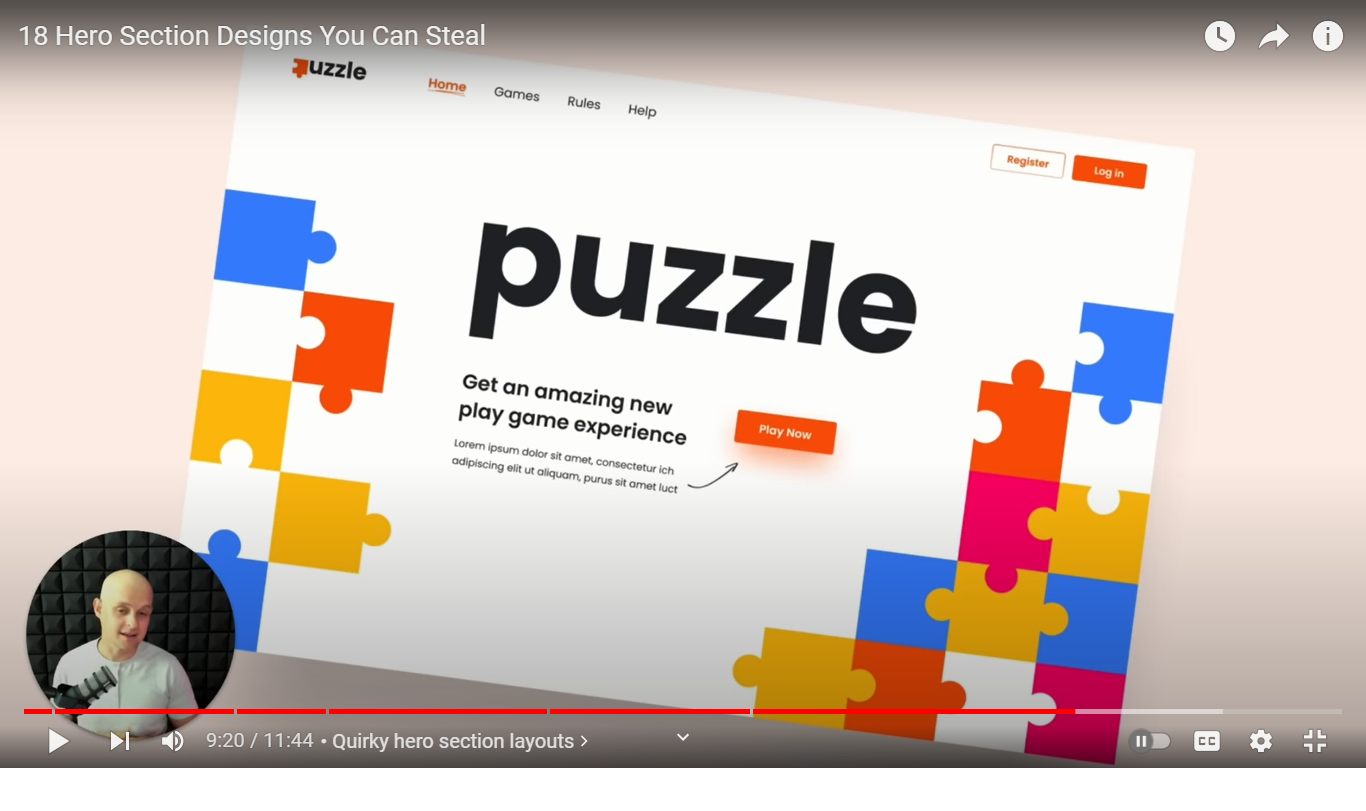 18 Hero Section Designs You Can Steal
puzzle
Home Games Rules Help
Register Log in
puzzle
Get an amazing new
play game experience
Play Now
Lorem ipsum dolor sit amet, consectetur ich
adipiscing elit ut aliquam, purus sit amet luct
9:20 / 11:44 • Quirky hero section layouts
CC